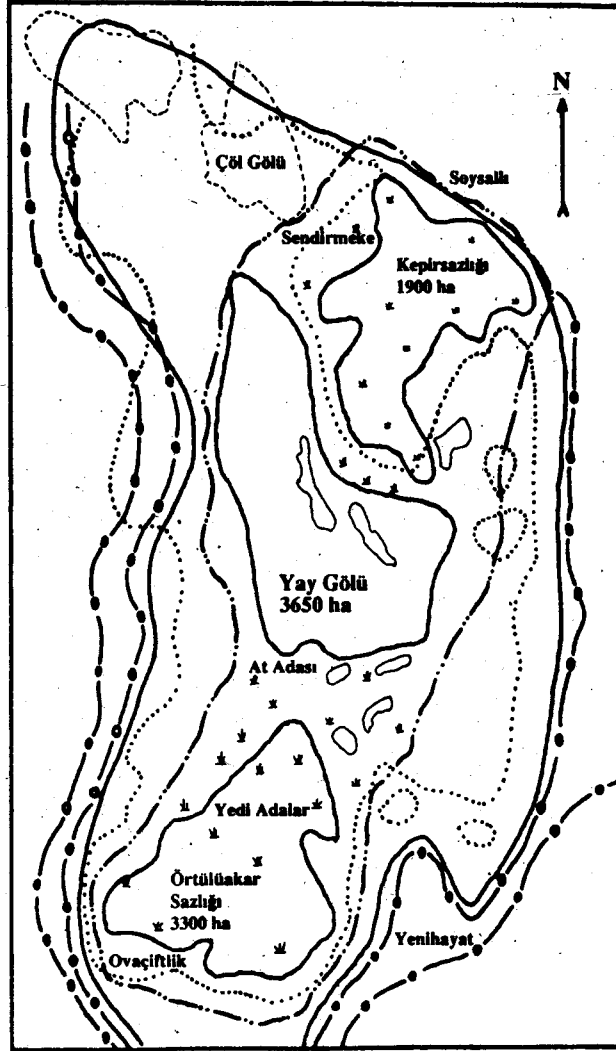 N
Çöl Gölü
Soysallı
Sendirmeke
Kepirsazlığı
1900 ha
Yay Gölü
3650 ha
At Adası
Yedi Adalar
Örtülüakar
Sazlığı
3300 ha
Ovaçiftlik
Yenihayat